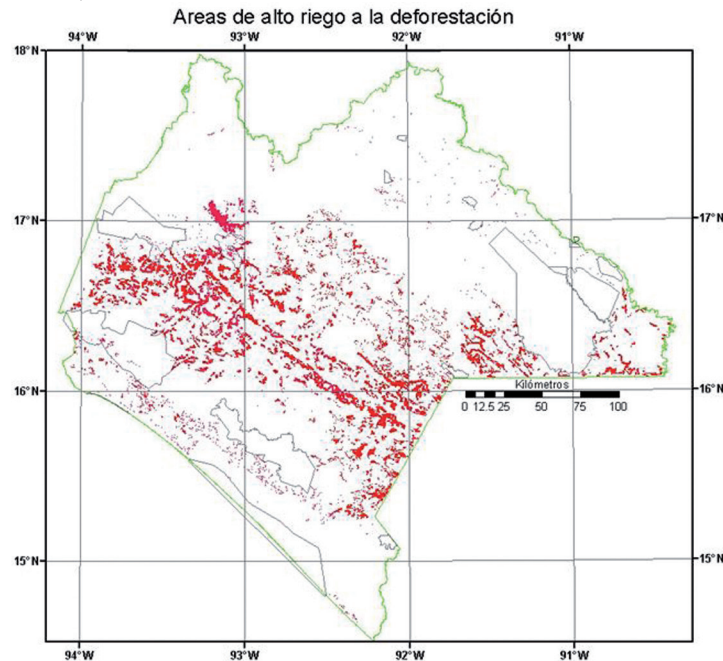 Areas de alto riego a la deforestación
94°W 93°W 92°W 91°W
18°N
17°N 17°N
16°N 16°N
Kilómetros
0 12.5 25 50 75 100
15°N 15°N
94°W 93°W 92°W 91°W